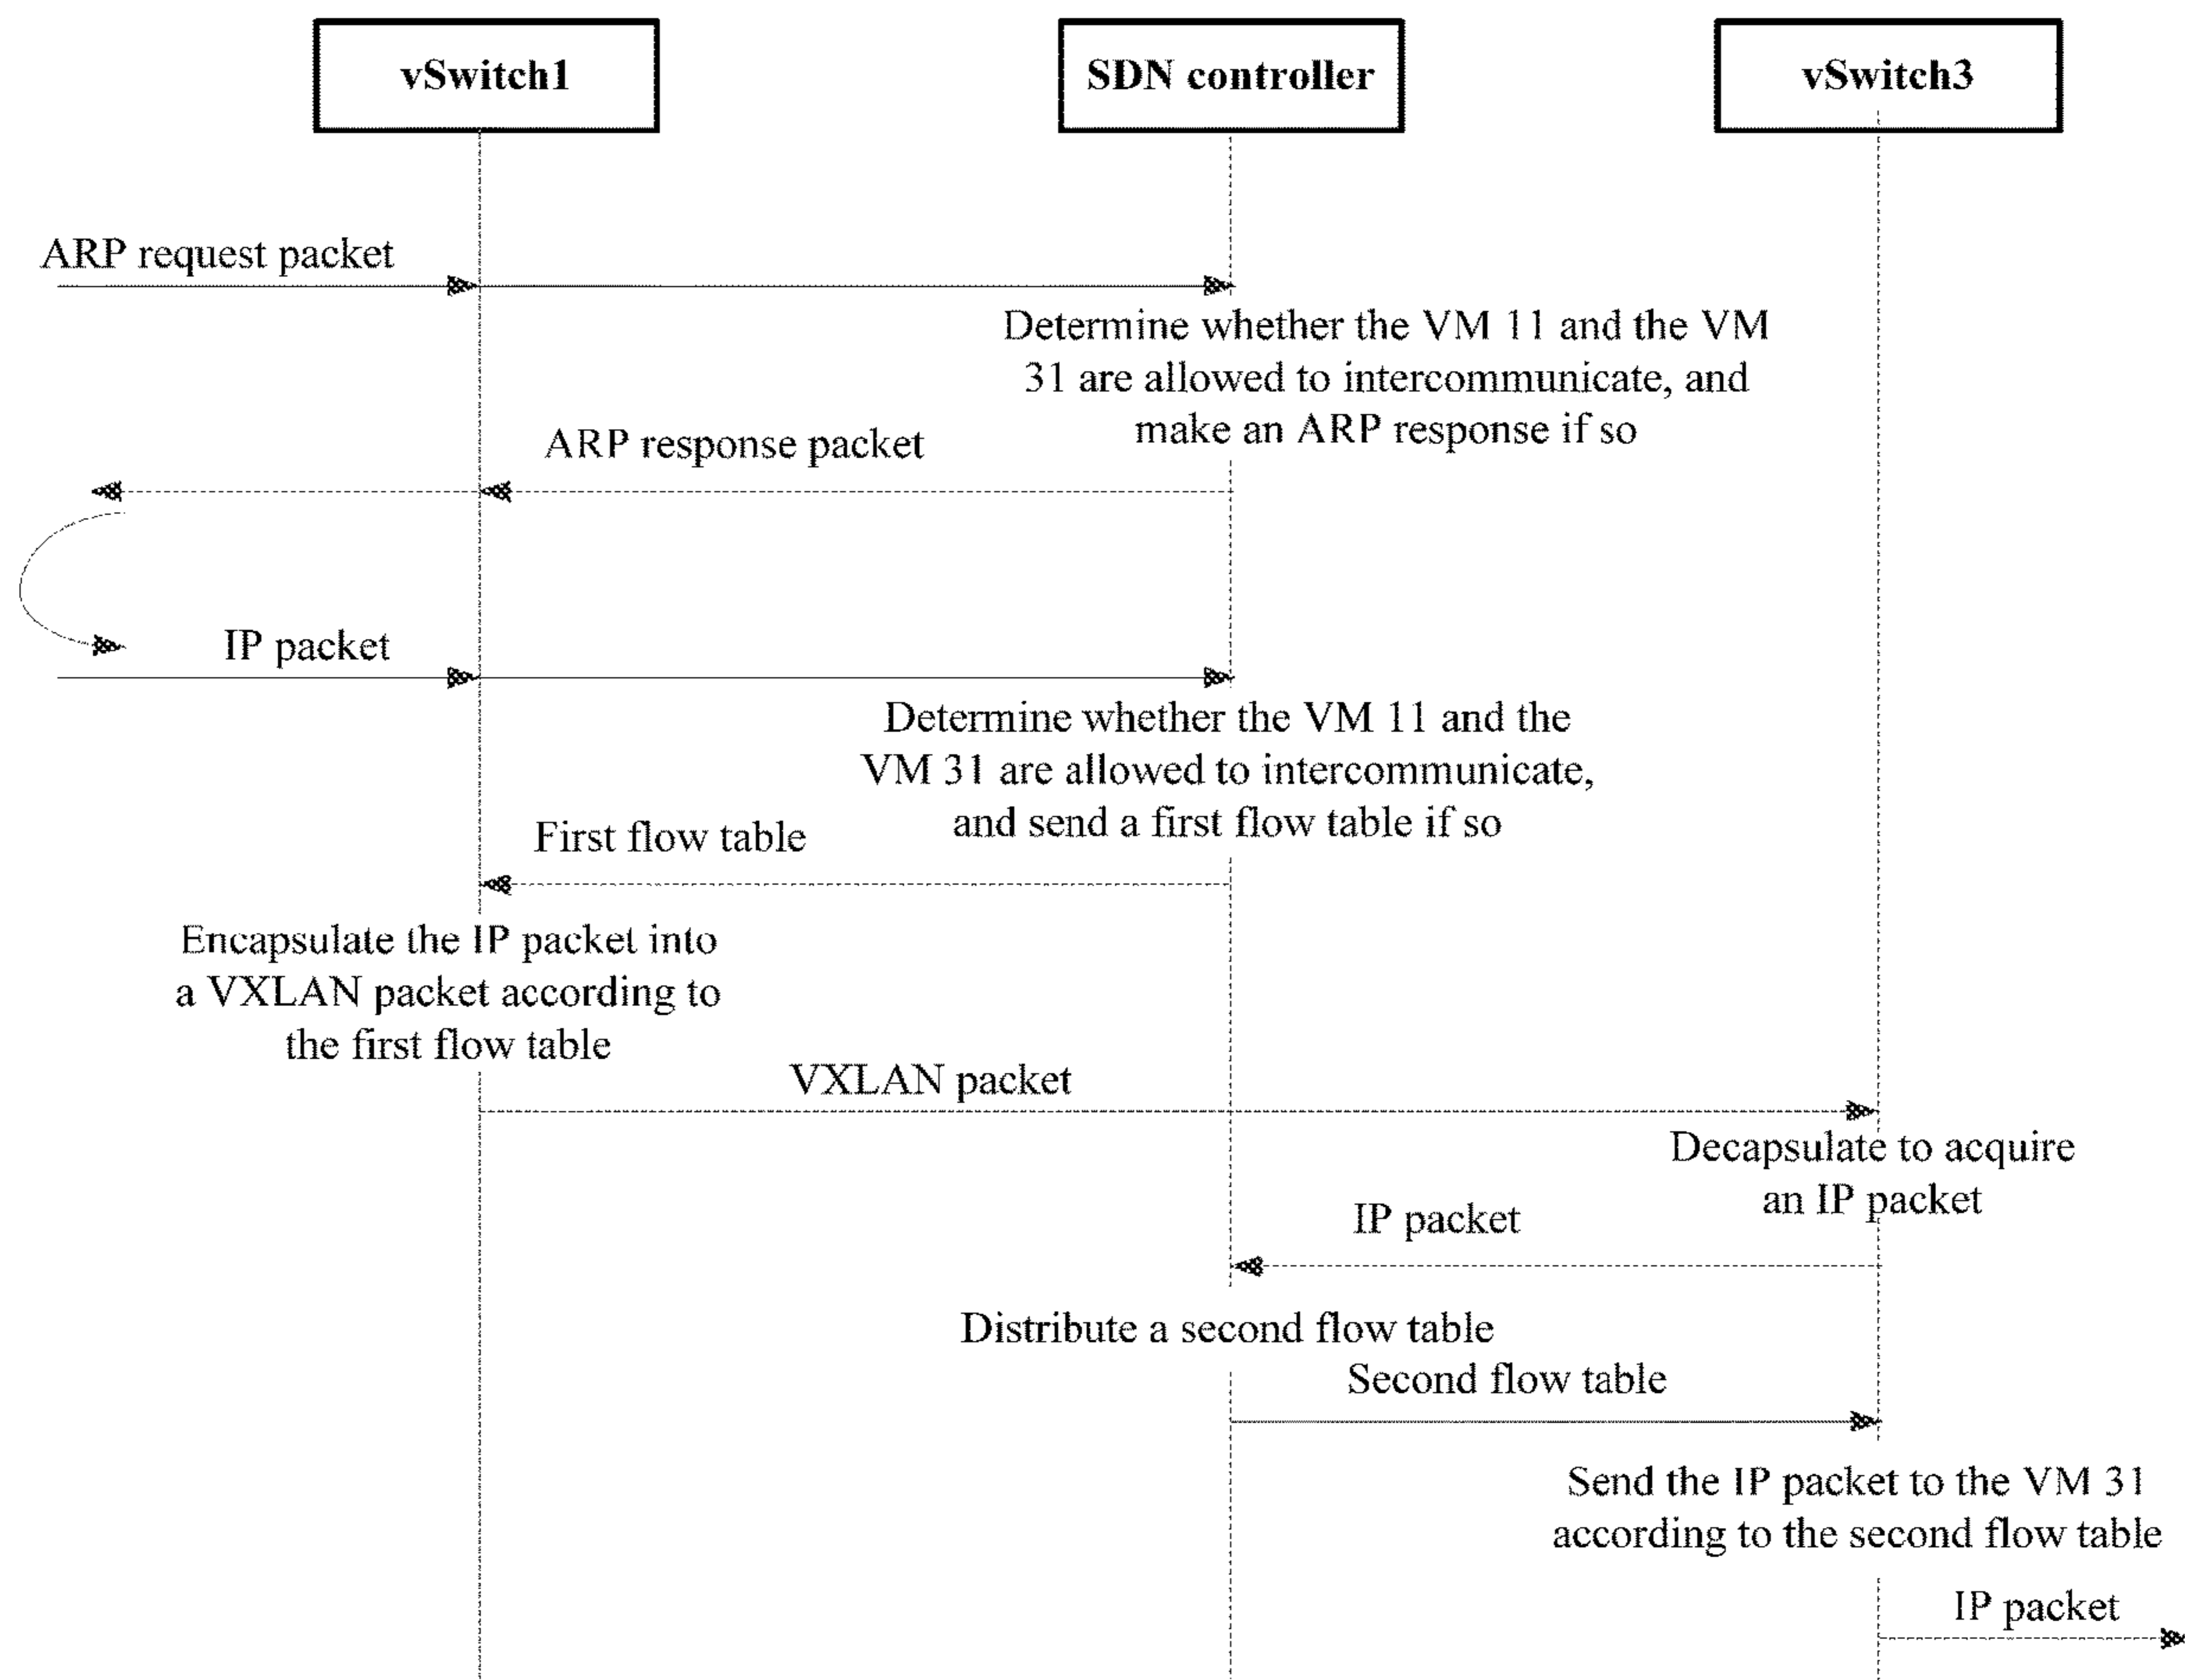 vSwitch1
SDN controller
vSwitch3
ARP request packet
Determine whether the VM 11 and the VM
31 are allowed to intercommunicate, and
make an ARP response if so
ARP response packet
IP packet
Determine whether the VM 11 and the
VM 31 are allowed to intercommunicate,
and send a first flow table if so
First flow table
Encapsulate the IP packet into
a VXLAN packet according to
the first flow table
VXLAN packet
Decapsulate to acquire
an IP packet
IP packet
Distribute a second flow table
Second flow table
Send the IP packet to the VM 31
according to the second flow table
IP packet